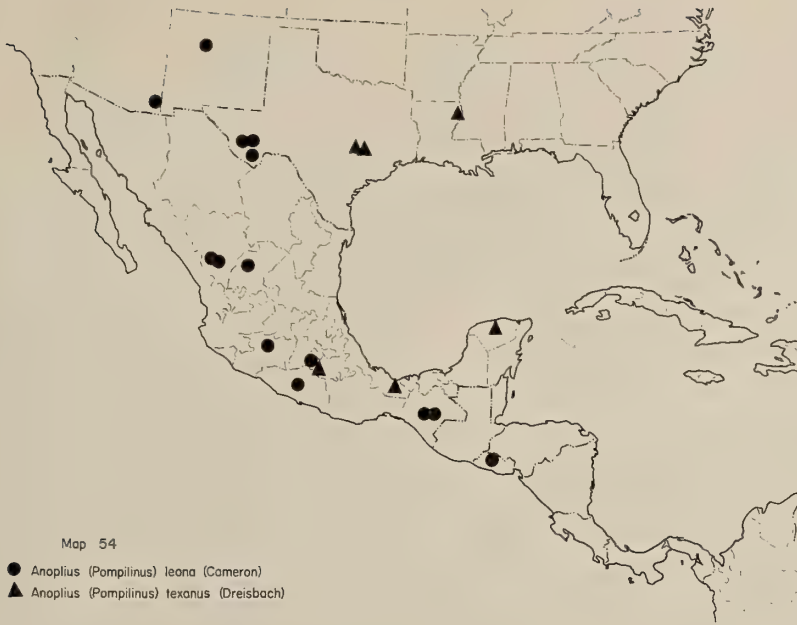 Map 54
Anoplius (Pompilinus) leona (Cameron)
Anoplius (Pompilinus) texanus (Dreisbach)